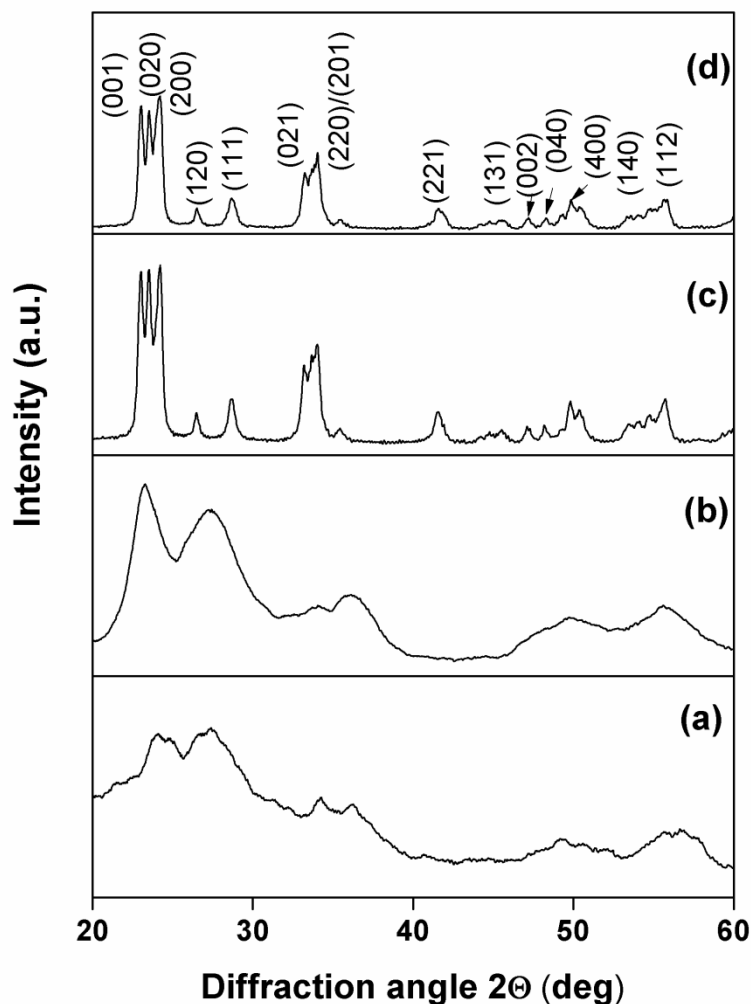 (d)
(001)
(020)
(200)
(120)
(111)
(021)
(220)/(201)
(221)
(131)
(002)
(040)
(400)
(140)
(112)
(c)
(b)
(a)
Intensity (a.u.)
20 30 40 50 60
Diffraction angle 2Θ (deg)